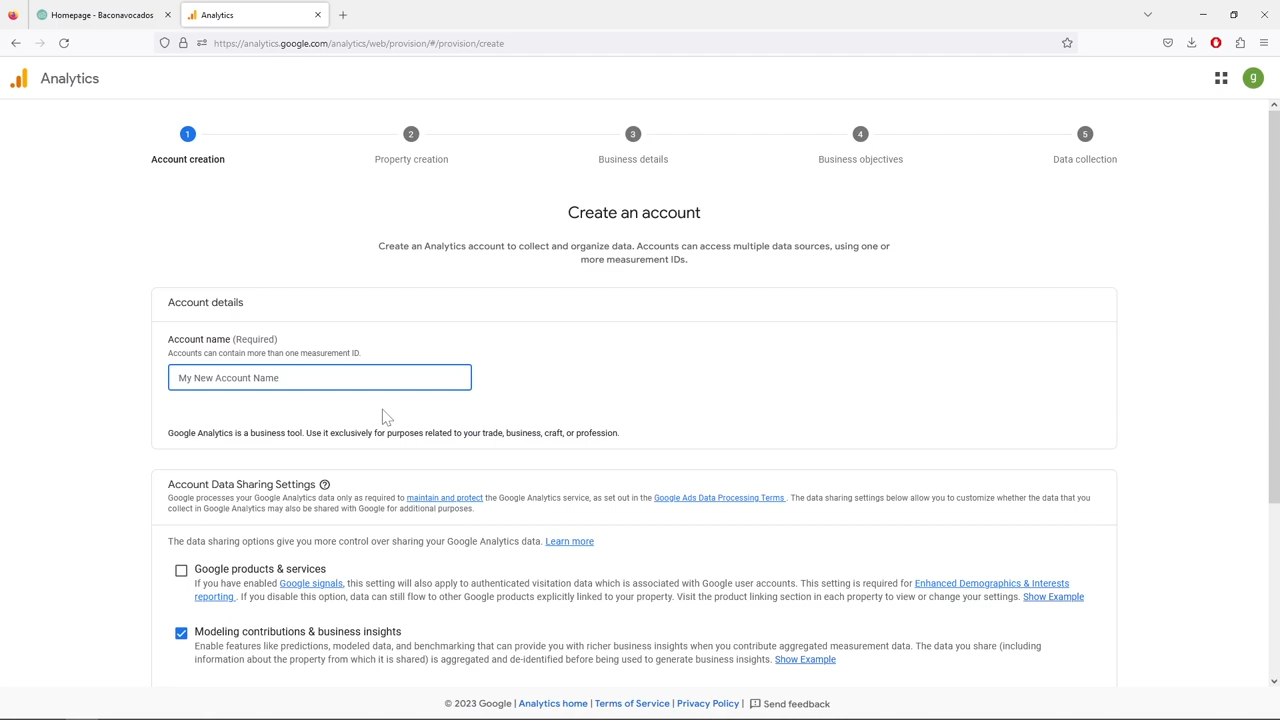 Homepage - Baconavocados
Analytics
https://analytics.google.com/analytics/web/provision/#/provision/create
Analytics
g
1
2
3
4
5
Account creation
Property creation
Business details
Business objectives
Data collection
Create an account
Create an Analytics account to collect and organize data. Accounts can access multiple data sources, using one or
more measurement IDs.
Account details
Account name (Required)
Accounts can contain more than one measurement ID.
My New Account Name
Google Analytics is a business tool. Use it exclusively for purposes related to your trade, business, craft, or profession.
Account Data Sharing Settings
Google processes your Google Analytics data only as required to maintain and protect the Google Analytics service, as set out in the Google Ads Data Processing Terms . The data sharing settings below allow you to customize whether the data that you
collect in Google Analytics may also be shared with Google for additional purposes.
The data sharing options give you more control over sharing your Google Analytics data. Learn more
Google products & services
If you have enabled Google signals, this setting will also apply to authenticated visitation data which is associated with Google user accounts. This setting is required for Enhanced Demographics & Interests
reporting . If you disable this option, data can still flow to other Google products explicitly linked to your property. Visit the product linking section in each property to view or change your settings. Show Example
Modeling contributions & business insights
Enable features like predictions, modeled data, and benchmarking that can provide you with richer business insights when you contribute aggregated measurement data. The data you share (including
information about the property from which it is shared) is aggregated and de-identified before being used to generate business insights. Show Example
© 2023 Google | Analytics home | Terms of Service | Privacy Policy | Send feedback